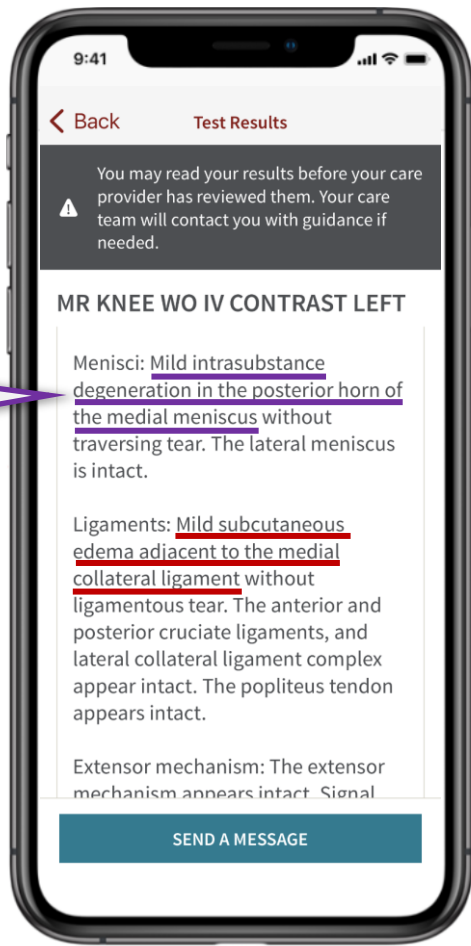 9:41
Back
Test Results
You may read your results before your care
provider has reviewed them. Your care
team will contact you with guidance if
needed.
MR KNEE WO IV CONTRAST LEFT
Menisci: Mild intrasubstance
degeneration in the posterior horn of
the medial meniscus without
traversing tear. The lateral meniscus
is intact.
Ligaments: Mild subcutaneous
edema adjacent to the medial
collateral ligament without
ligamentous tear. The anterior and
posterior cruciate ligaments, and
lateral collateral ligament complex
appear intact. The popliteus tendon
appears intact.
Extensor mechanism: The extensor
mechanism appears intact. Signal
SEND A MESSAGE